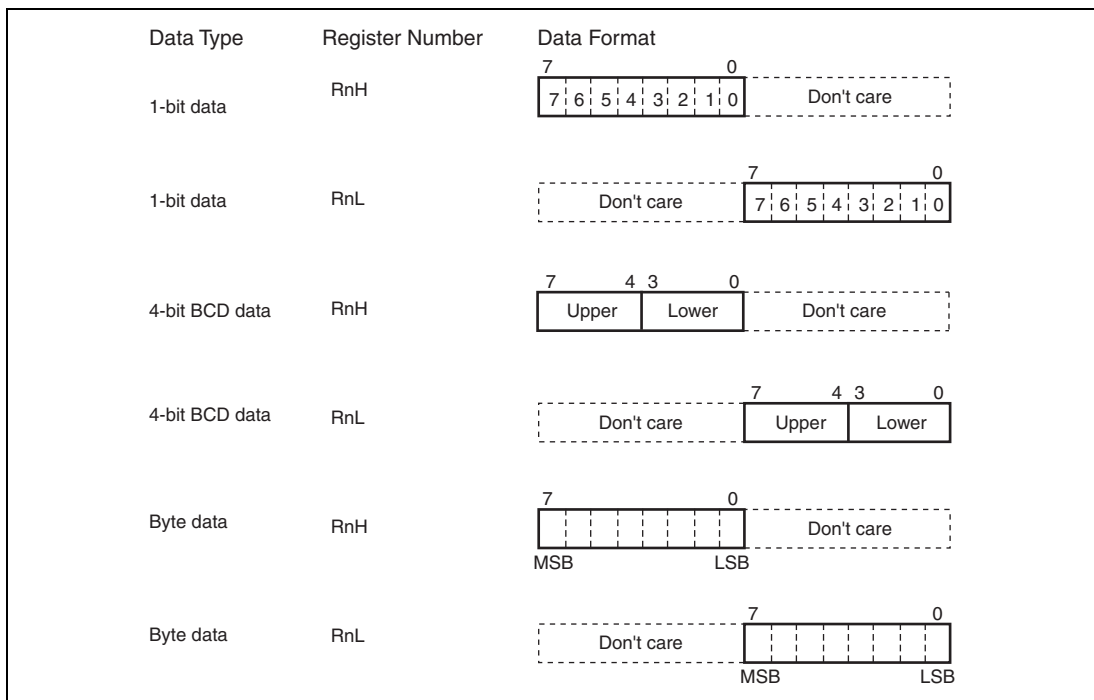 Data Type Register Number Data Format
7 0
1-bit data RnH 7 6 5 4 3 2 1 0 Don't care
7 0
1-bit data RnL Don't care 7 6 5 4 3 2 1 0
7 4 3 0
4-bit BCD data RnH Upper Lower Don't care
7 4 3 0
4-bit BCD data RnL Don't care Upper Lower
7 0
Byte data RnH Don't care
MSB LSB
7 0
Byte data RnL Don't care
MSB LSB